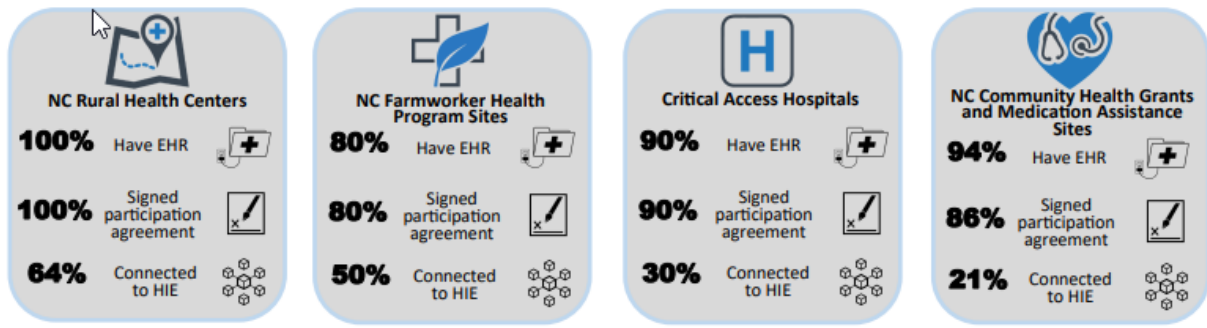 NC Rural Health Centers
100% Have EHR
100% Signed
participation
agreement
x
64% Connected
to HIE
NC Farmworker Health
Program Sites
80% Have EHR
80% Signed
participation
agreement
x
50% Connected
to HIE
H
Critical Access Hospitals
90% Have EHR
90% Signed
participation
agreement
x
30% Connected
to HIE
NC Community Health Grants
and Medication Assistance
Sites
94% Have EHR
86% Signed
participation
agreement
x
21% Connected
to HIE